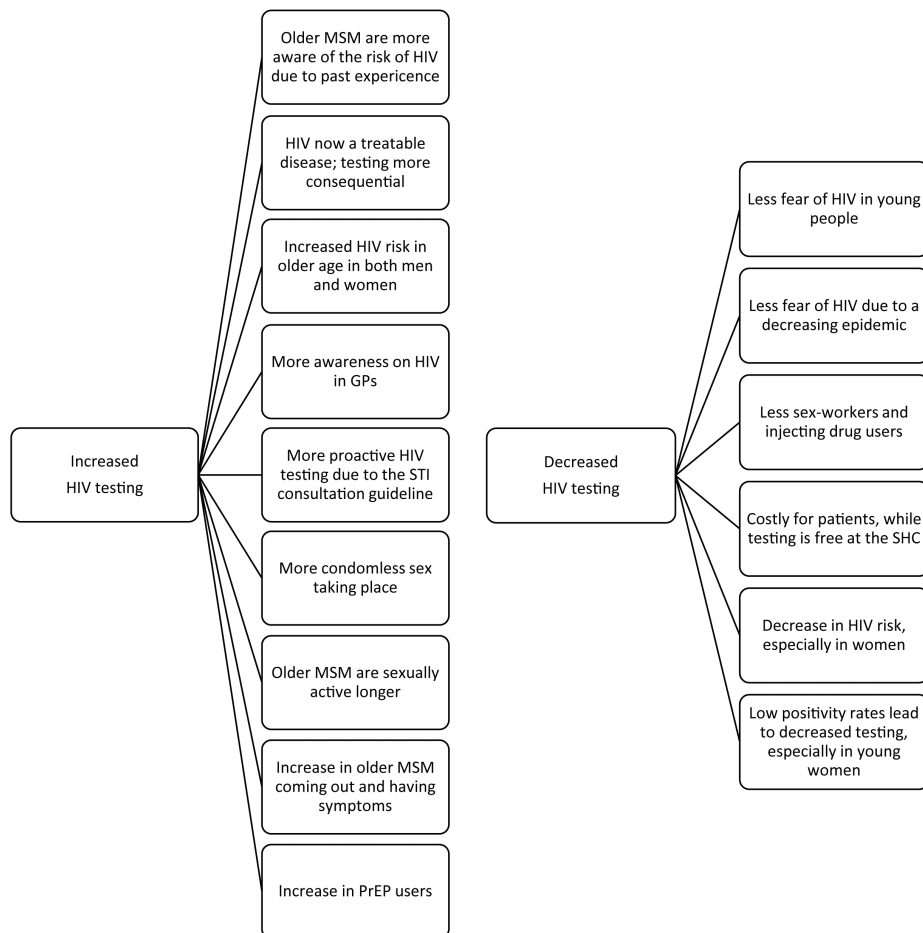 Older MSM are more
aware of the risk of HIV
due to past expericence
HIV now a treatable
disease; testing more
consequential
Increased HIV risk in
older age in both men
and women
More awareness on HIV
in GPs
Increased
HIV testing
More proactive HIV
testing due to the STI
consultation guideline
More condomless sex
taking place
Older MSM are sexually
active longer
Increase in older MSM
coming out and having
symptoms
Increase in PrEP users
Less fear of HIV in young
people
Less fear of HIV due to a
decreasing epidemic
Less sex-workers and
injecting drug users
Decreased
HIV testing
Costly for patients, while
testing is free at the SHC
Decrease in HIV risk,
especially in women
Low positivity rates lead
to decreased testing,
especially in young
women